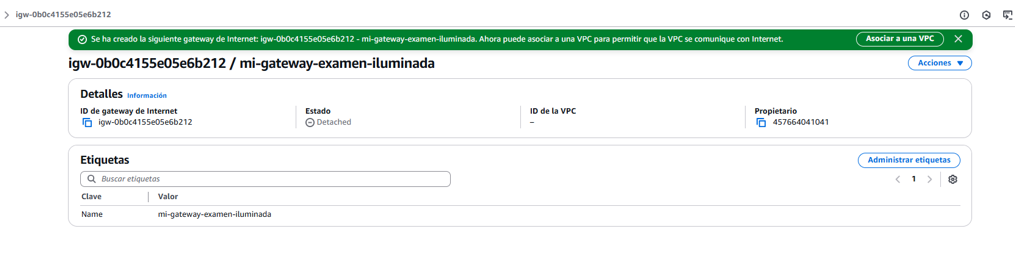 igw-0b0c4155e05e6b212
Se ha creado la siguiente gateway de Internet: igw-0b0c4155e05e6b212 - mi-gateway-examen-iluminada. Ahora puede asociar a una VPC para permitir que la VPC se comunique con Internet.
Asociar a una VPC
igw-0b0c4155e05e6b212 / mi-gateway-examen-iluminada
Acciones
Detalles Información
ID de gateway de Internet
igw-0b0c4155e05e6b212
Estado
Detached
ID de la VPC
–
Propietario
457664041041
Etiquetas
Administrar etiquetas
Buscar etiquetas
1
Clave Valor
Name mi-gateway-examen-iluminada